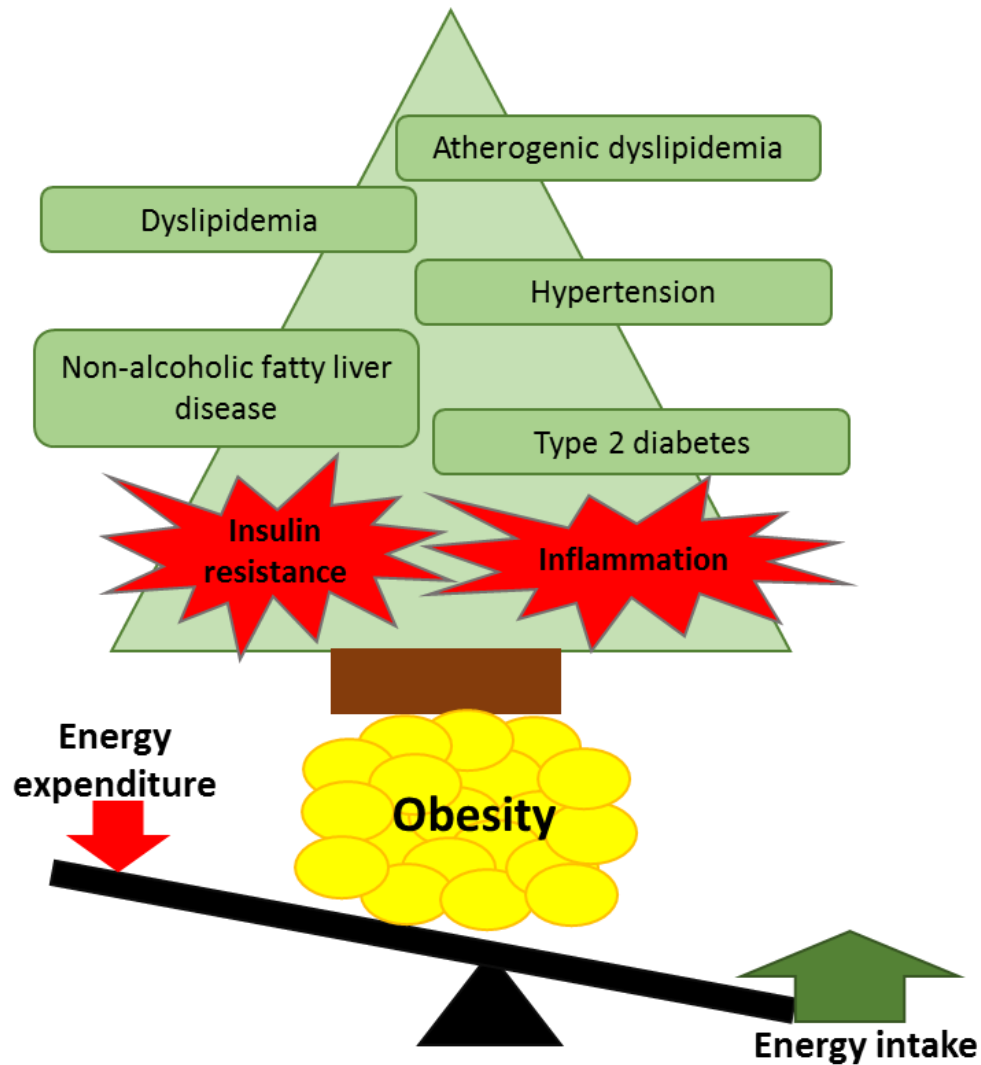 Atherogenic dyslipidemia
Dyslipidemia
Hypertension
Non-alcoholic fatty liver
disease
Type 2 diabetes
Insulin
resistance
Inflammation
Energy
expenditure
Obesity
Energy intake